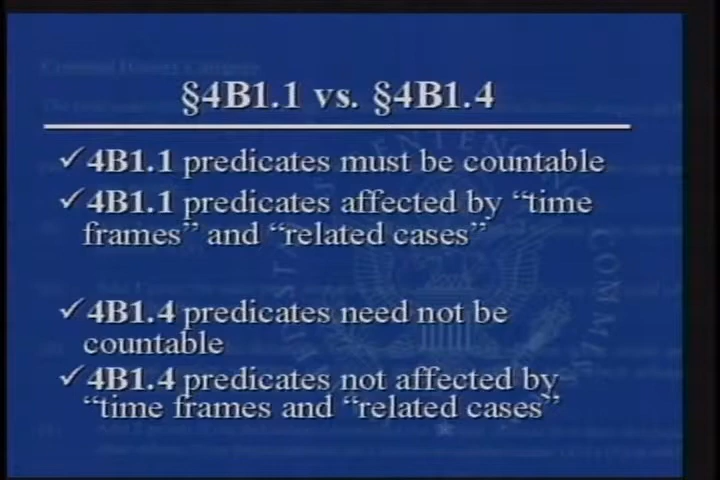 §4B1.1 vs. §4B1.4
✓4B1.1 predicates must be countable
✓4B1.1 predicates affected by “time
frames” and “related cases”
✓4B1.4 predicates need not be
countable
✓4B1.4 predicates not affected by
“time frames and “related cases”